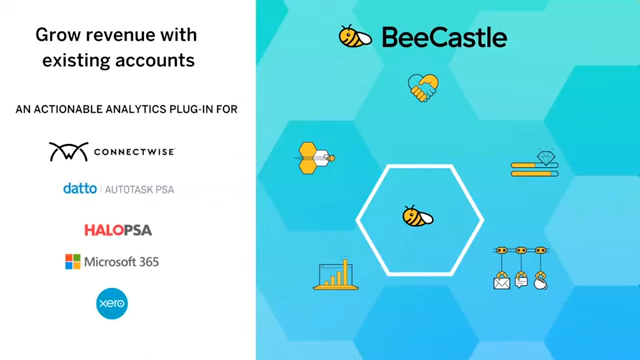 Grow revenue with
existing accounts
AN ACTIONABLE ANALYTICS PLUG-IN FOR
CONNECTWISE
datto | AUTOTASK PSA
HALOPSA
Microsoft 365
xero
BeeCastle